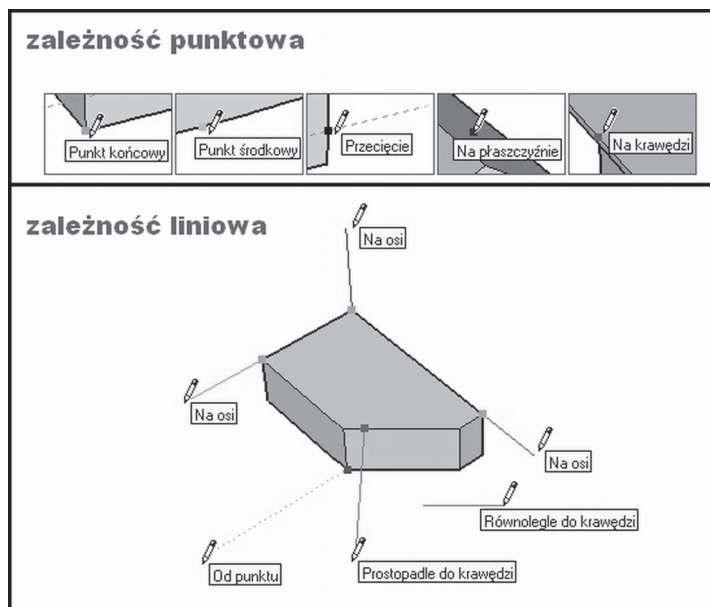 zależność punktowa
Punkt końcowy
Punkt środkowy
Przecięcie
Na płaszczyźnie
Na krawędzi
zależność liniowa
Na osi
Na osi
Na osi
Równolegle do krawędzi
Od punktu
Prostopadle do krawędzi